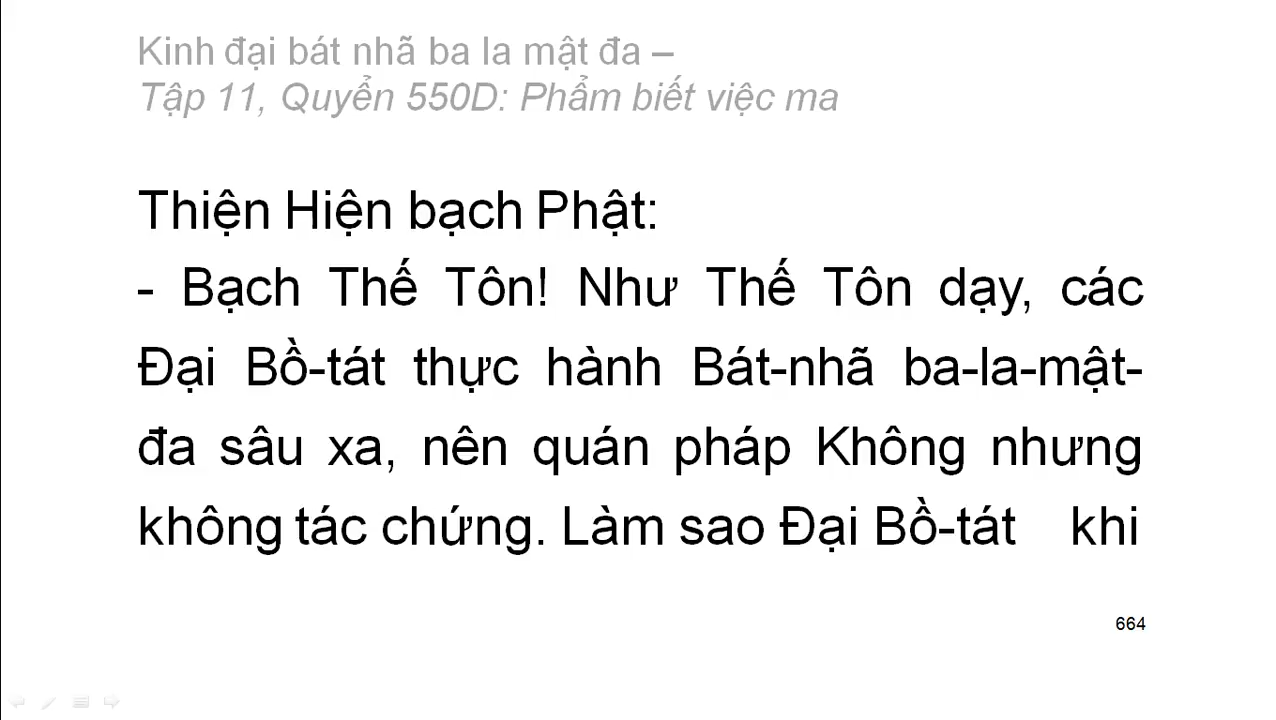 Kinh đại bát nhã ba la mật đa –
Tập 11, Quyển 550D: Phẩm biết việc ma
Thiện Hiện bạch Phật:
- Bạch Thế Tôn! Như Thế Tôn dạy, các
Đại Bồ-tát thực hành Bát-nhã ba-la-mật-
đa sâu xa, nên quán pháp Không nhưng
không tác chứng. Làm sao Đại Bồ-tát khi
664